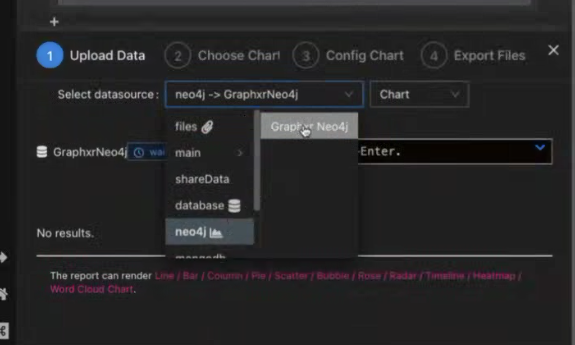 +
1 Upload Data 2 Choose Chart 3 Config Chart 4 Export Files ×
Select datasource: neo4j -> GraphxrNeo4j Chart
files Graphxr Neo4j
GraphxrNeo4j Enter.
main >
shareData
database
No results. neo4j
The report can render Line / Bar / Column / Pie / Scatter / Bubble / Rose / Radar / Timeline / Heatmap /
Word Cloud Chart.